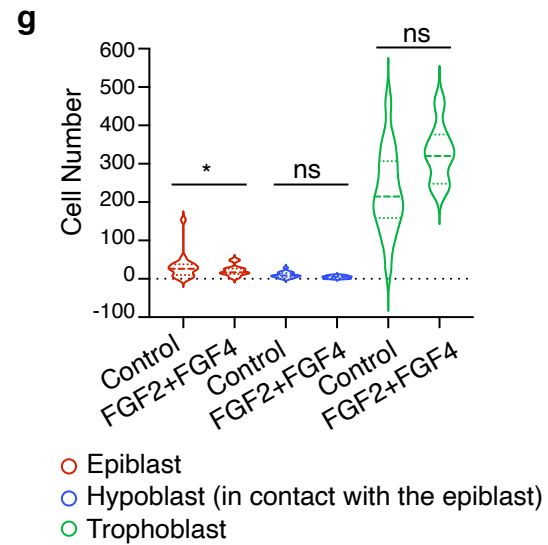 g
ns
* ns
600
500
400
300
200
100
0
-100
Cell Number
Control
FGF2+FGF4
Control
FGF2+FGF4
Control
FGF2+FGF4
Epiblast
Hypoblast (in contact with the epiblast)
Trophoblast